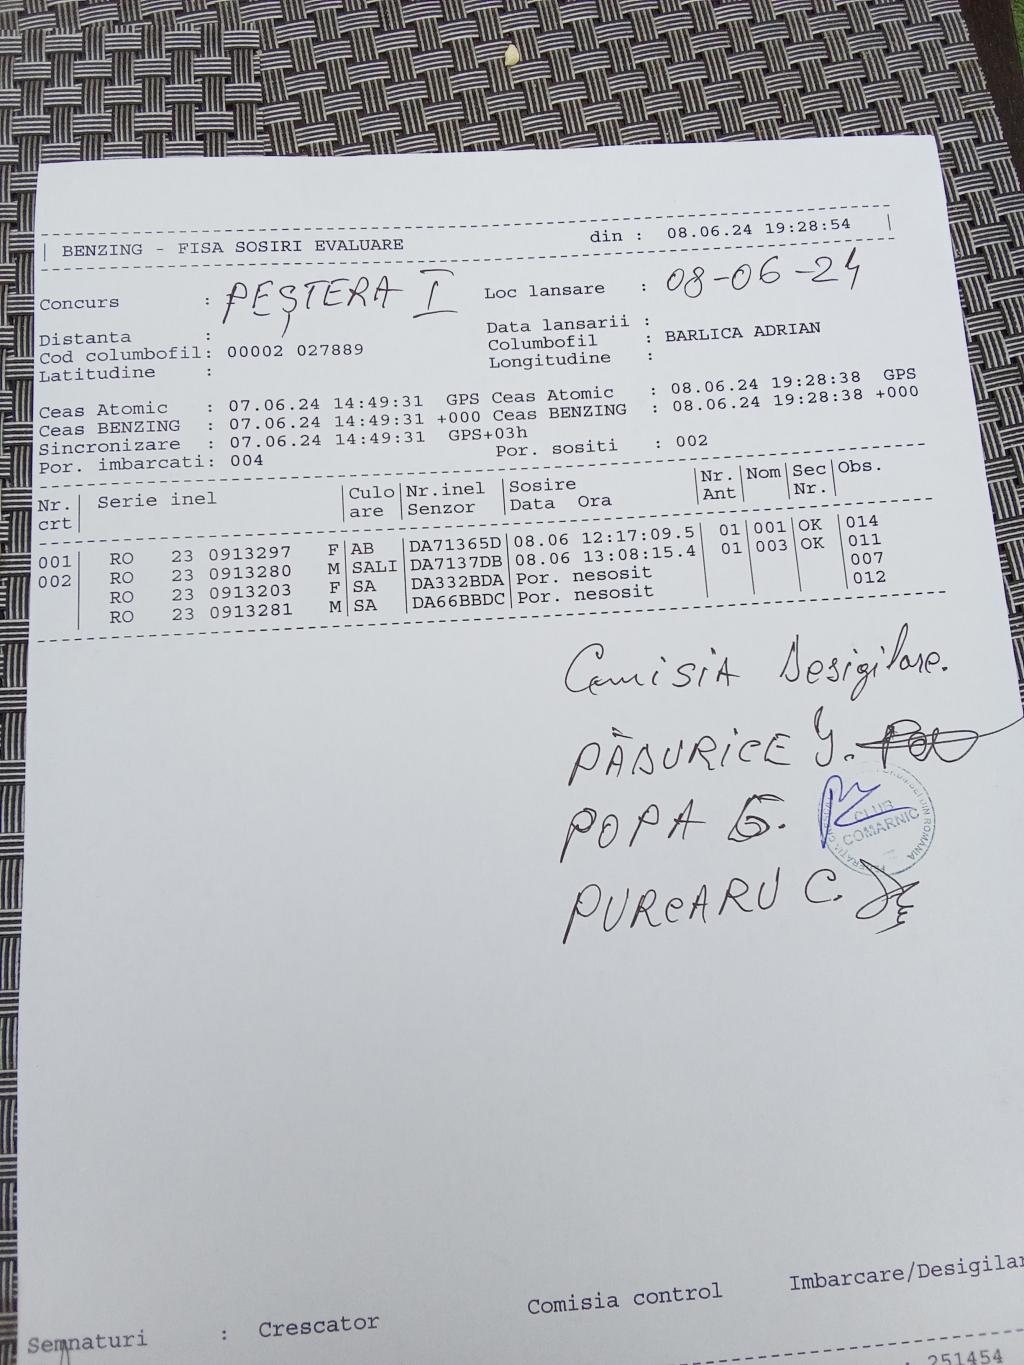 BENZING - FISA SOSIRI EVALUARE din : 08.06.24 19:28:54
Concurs : PEȘTERA I Loc lansare : 08-06-24
Distanta : Data lansarii :
Cod columbofil: 00002 027889 Columbofil : BARLICA ADRIAN
Latitudine : Longitudine :
Ceas Atomic : 07.06.24 14:49:31 GPS Ceas Atomic : 08.06.24 19:28:38 GPS
Ceas BENZING : 07.06.24 14:49:31 +000 Ceas BENZING : 08.06.24 19:28:38 +000
Sincronizare : 07.06.24 14:49:31 GPS+03h
Por. imbarcati: 004 Por. sositi : 002
Nr. Serie inel Culo Nr.inel Sosire Nr. Nom Sec Obs.
crt are Senzor Data Ora Ant Nr.
001 RO 23 0913297 F AB DA71365D 08.06 12:17:09.5 01 001 OK 014
002 RO 23 0913280 M SALI DA7137DB 08.06 13:08:15.4 01 003 OK 011
RO 23 0913203 F SA DA332BDA Por. nesosit 007
RO 23 0913281 M SA DA66BBDC Por. nesosit 012
Comisia Desigilare.
PĂDURICE
POPA G.
CLUB
COMARNIC
DIN ROMANIA
PURCARU C.
Semnaturi : Crescator Comisia control Imbarcare/Desigilar
251454